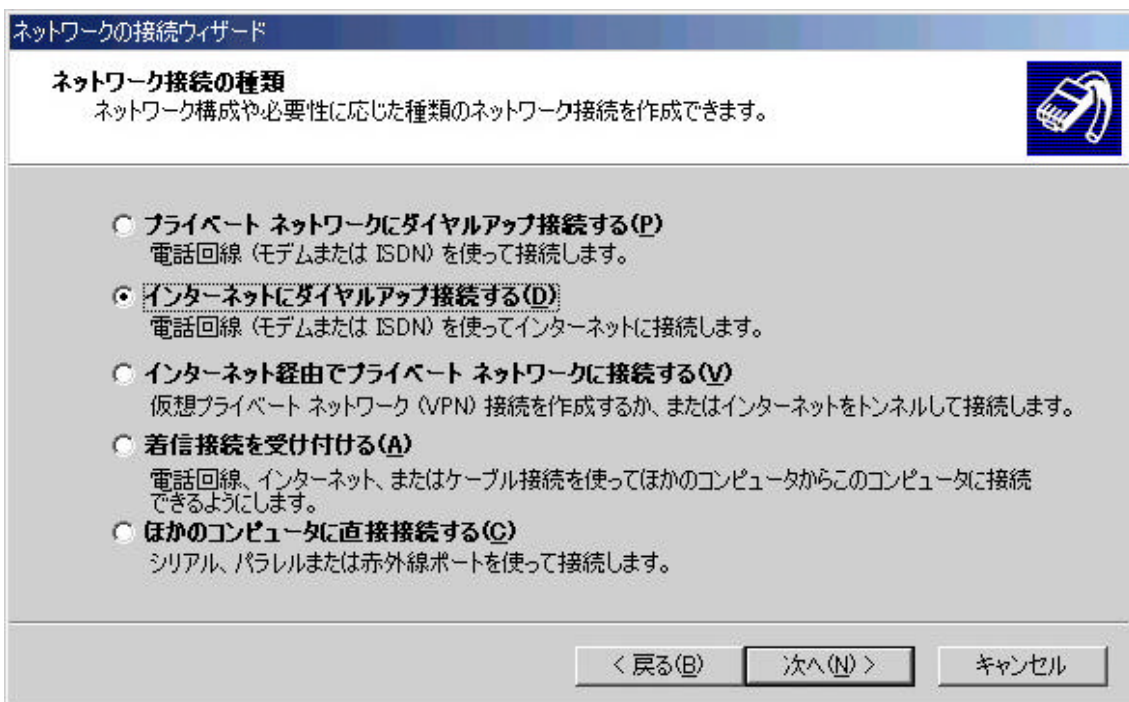 ネットワークの接続ウィザード
ネットワーク接続の種類
ネットワーク構成や必要性に応じた種類のネットワーク接続を作成できます。
プライベート ネットワークにダイヤルアップ接続する(P)
電話回線 (モデムまたは ISDN) を使って接続します。
インターネットにダイヤルアップ接続する(D)
電話回線 (モデムまたは ISDN) を使ってインターネットに接続します。
インターネット経由でプライベート ネットワークに接続する(V)
仮想プライベート ネットワーク (VPN) 接続を作成するか、またはインターネットをトンネルして接続します。
着信接続を受け付ける(A)
電話回線、インターネット、またはケーブル接続を使ってほかのコンピュータからこのコンピュータに接続
できるようにします。
ほかのコンピュータに直接接続する(C)
シリアル、パラレルまたは赤外線ポートを使って接続します。
< 戻る(B) 次へ(N) > キャンセル